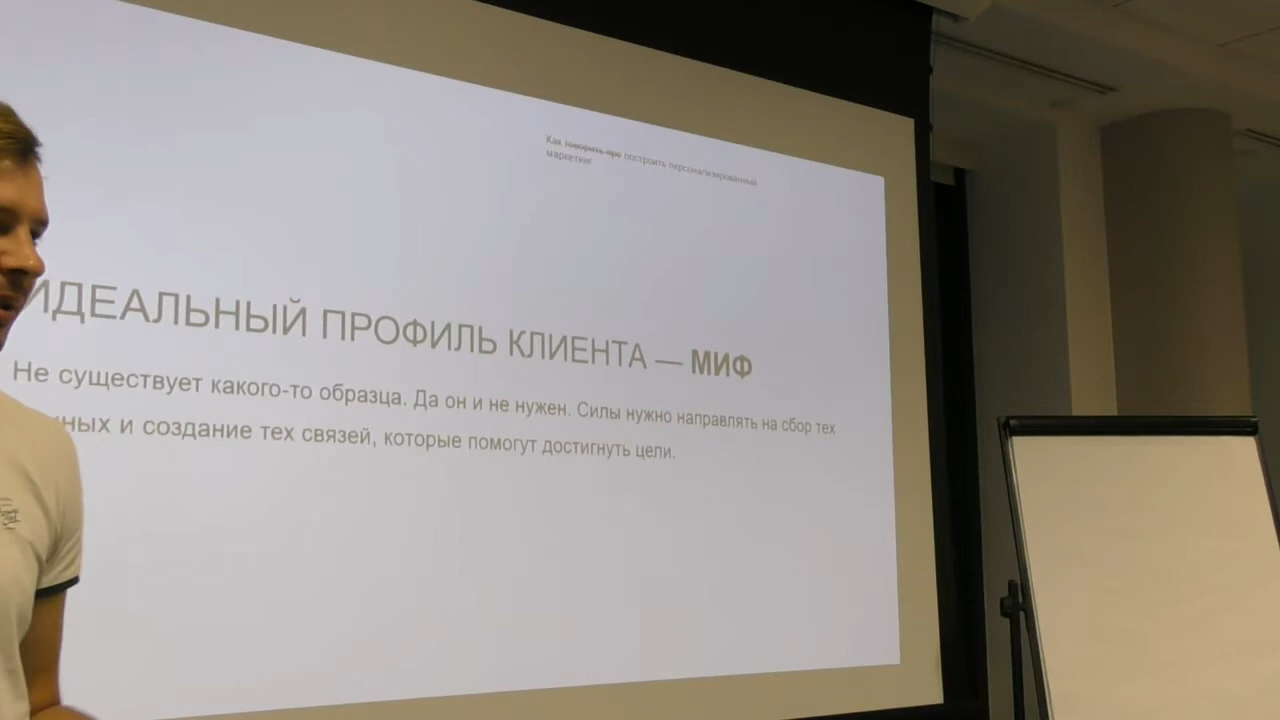 Как говорить про построить персонализированный
маркетинг
ИДЕАЛЬНЫЙ ПРОФИЛЬ КЛИЕНТА — МИФ
Не существует какого-то образца. Да он и не нужен. Силы нужно направлять на сбор тех
и создание тех связей, которые помогут достигнуть цели.